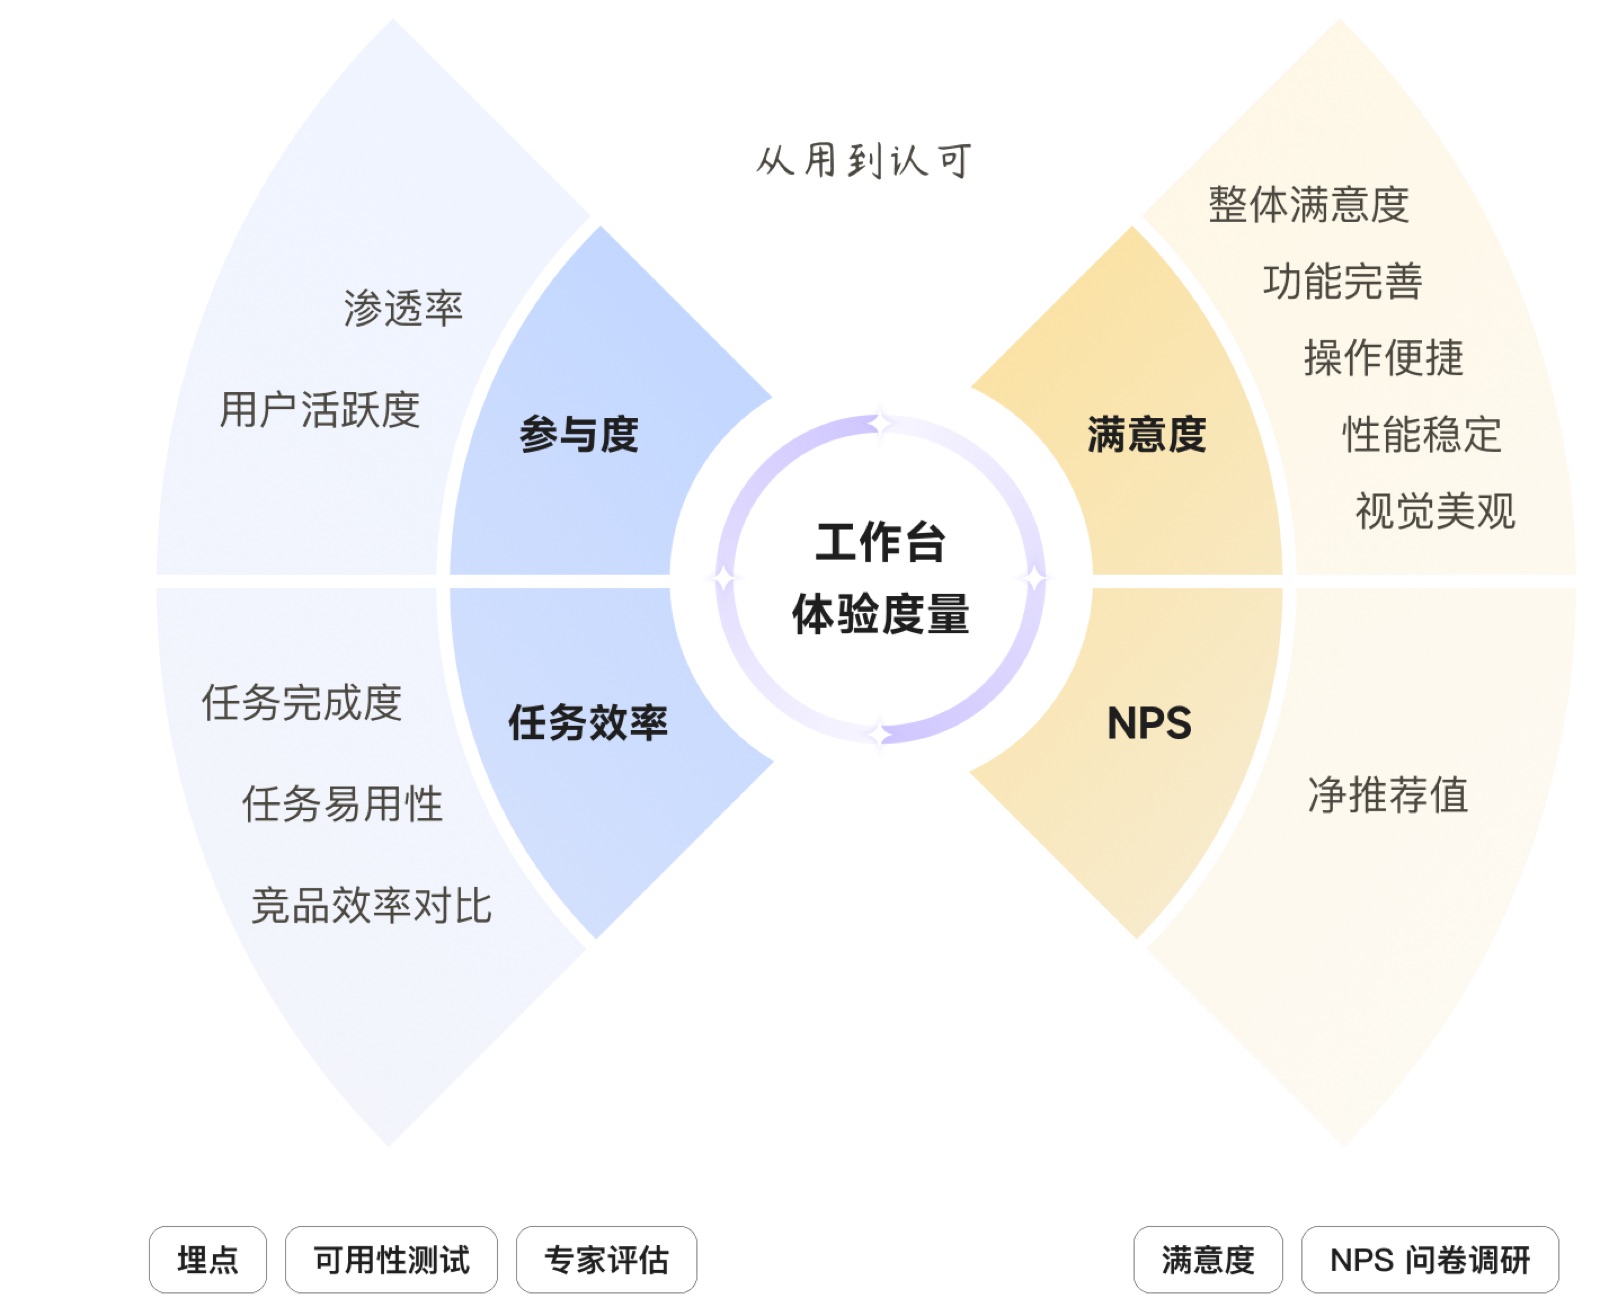 从用到认可
渗透率
用户活跃度
参与度
任务完成度
任务易用性
竞品效率对比
任务效率
工作台
体验度量
满意度
整体满意度
功能完善
操作便捷
性能稳定
视觉美观
NPS
净推荐值
埋点
可用性测试
专家评估
满意度
NPS 问卷调研